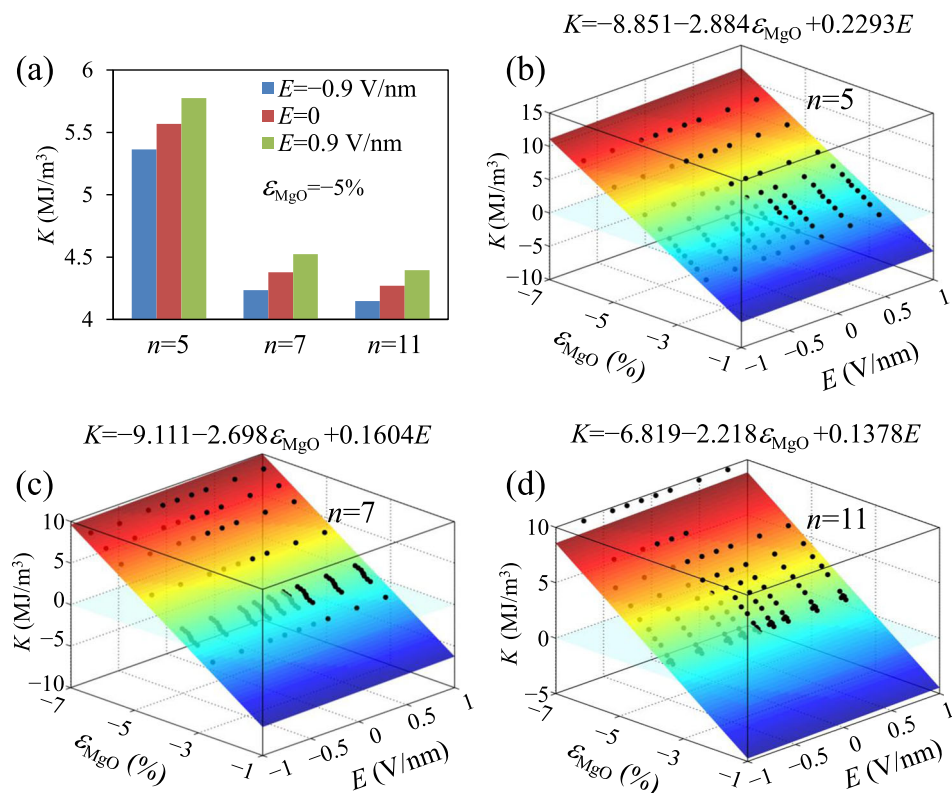 (a)
6
5.5
5
4.5
4
K (MJ/m³)
E=−0.9 V/nm
E=0
E=0.9 V/nm
εMgO=−5%
n=5
n=7
n=11
K=−8.851−2.884εMgO+0.2293E
(b)
n=5
15
10
5
0
−5
−10
K (MJ/m³)
−7
−5
−3
−1
εMgO (%)
−1
−0.5
0
0.5
1
E (V/nm)
K=−9.111−2.698εMgO+0.1604E
(c)
n=7
10
5
0
−5
−10
K (MJ/m³)
−7
−5
−3
−1
εMgO (%)
−1
−0.5
0
0.5
1
E (V/nm)
K=−6.819−2.218εMgO+0.1378E
(d)
n=11
10
5
0
−5
K (MJ/m³)
−7
−5
−3
−1
εMgO (%)
−1
−0.5
0
0.5
1
E (V/nm)